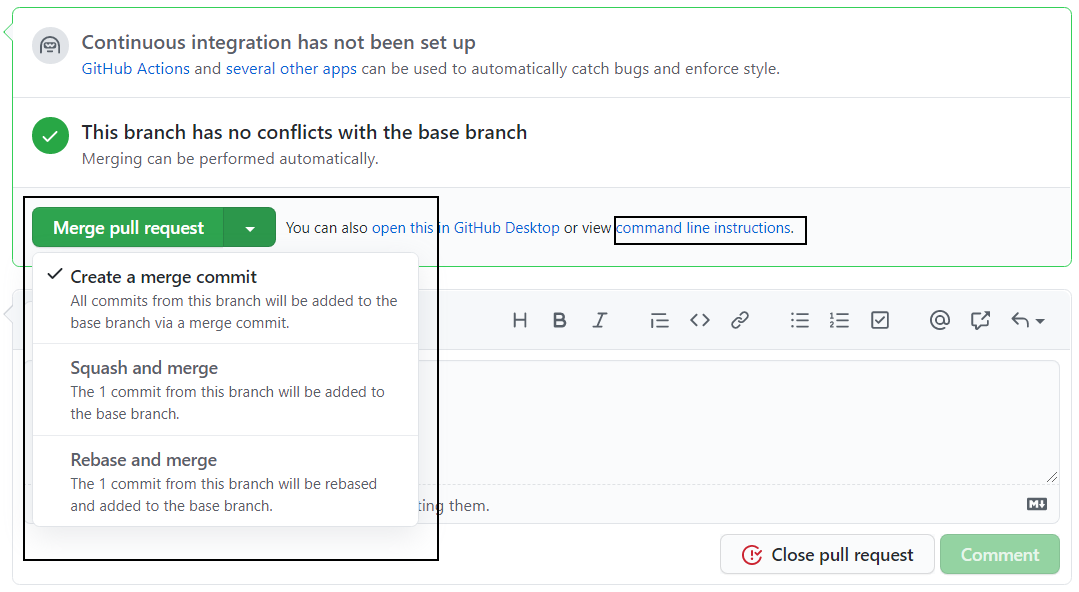 Continuous integration has not been set up
GitHub Actions and several other apps can be used to automatically catch bugs and enforce style.
This branch has no conflicts with the base branch
Merging can be performed automatically.
Merge pull request
You can also open this in GitHub Desktop or view command line instructions.
Create a merge commit
All commits from this branch will be added to the
base branch via a merge commit.
Squash and merge
The 1 commit from this branch will be added to
the base branch.
Rebase and merge
The 1 commit from this branch will be rebased
and added to the base branch.
ting them.
Close pull request
Comment